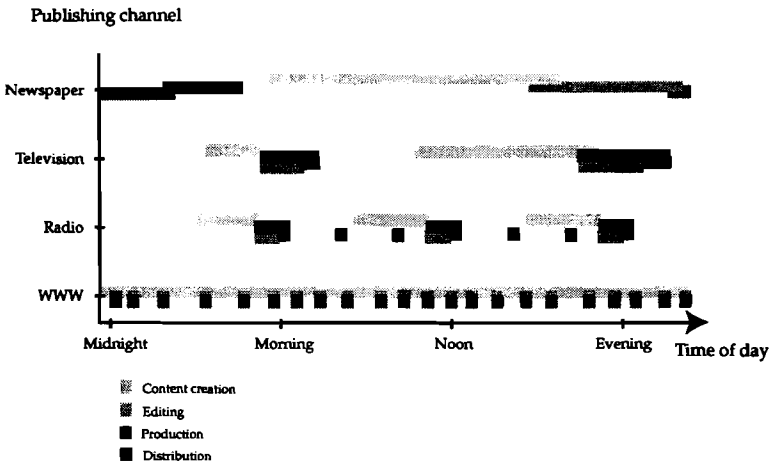 Publishing channel
Newspaper
Television
Radio
WWW
Midnight Morning Noon Evening Time of day
Content creation
Editing
Production
Distribution